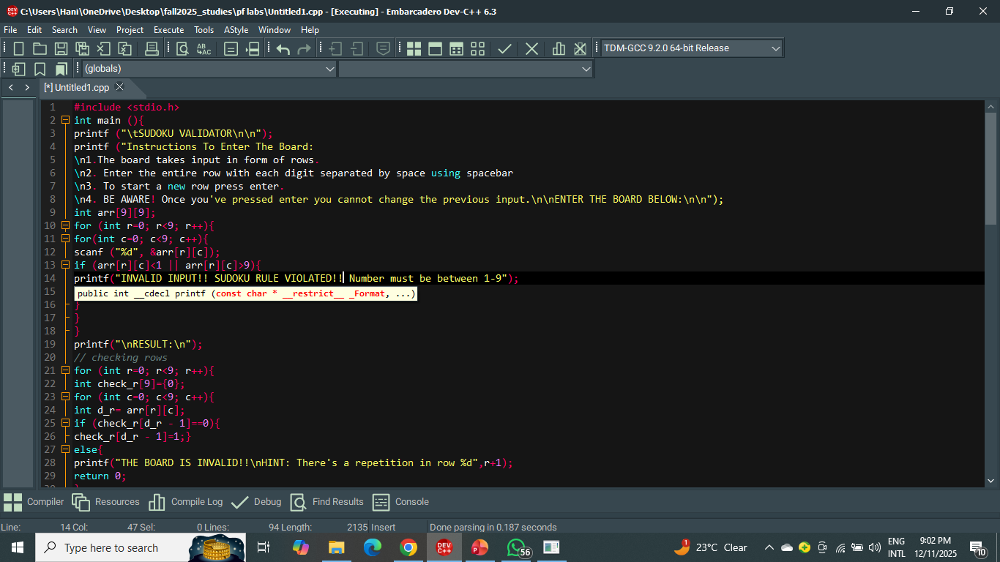 C:\Users\Hani\OneDrive\Desktop\fall2025_studies\pf labs\Untitled1.cpp - [Executing] - Embarcadero Dev-C++ 6.3
File Edit Search View Project Execute Tools AStyle Window Help
TDM-GCC 9.2.0 64-bit Release
(globals)
[*] Untitled1.cpp
1 #include <stdio.h>
2 int main (){
3 printf ("\tSUDOKU VALIDATOR\n\n");
4 printf ("Instructions To Enter The Board:
5 \n1.The board takes input in form of rows.
6 \n2. Enter the entire row with each digit separated by space using spacebar
7 \n3. To start a new row press enter.
8 \n4. BE AWARE! Once you've pressed enter you cannot change the previous input.\n\nENTER THE BOARD BELOW:\n\n");
9 int arr[9][9];
10 for (int r=0; r<9; r++){
11 for(int c=0; c<9; c++){
12 scanf ("%d", &arr[r][c]);
13 if (arr[r][c]<1 || arr[r][c]>9){
14 printf("INVALID INPUT!! SUDOKU RULE VIOLATED!! Number must be between 1-9");
15 public int __cdecl printf (const char * __restrict__ _Format, ...)
16 }
17 }
18 }
19 printf("\nRESULT:\n");
20 // checking rows
21 for (int r=0; r<9; r++){
22 int check_r[9]={0};
23 for (int c=0; c<9; c++){
24 int d_r= arr[r][c];
25 if (check_r[d_r - 1]==0){
26 check_r[d_r - 1]=1;}
27 else{
28 printf("THE BOARD IS INVALID!!\nHINT: There's a repetition in row %d",r+1);
29 return 0;
Compiler Resources Compile Log Debug Find Results Console
Line: 14 Col: 47 Sel: 0 Lines: 94 Length: 2135 Insert Done parsing in 0.187 seconds
Type here to search
56
1
23°C Clear
ENG
INTL
9:02 PM
12/11/2025
10